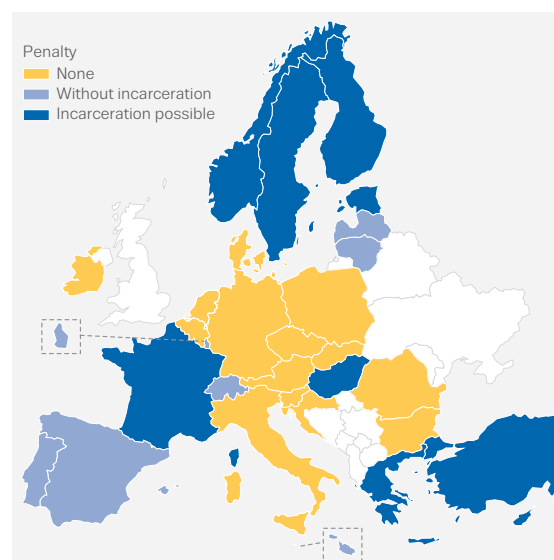 Penalty
None
Without incarceration
Incarceration possible